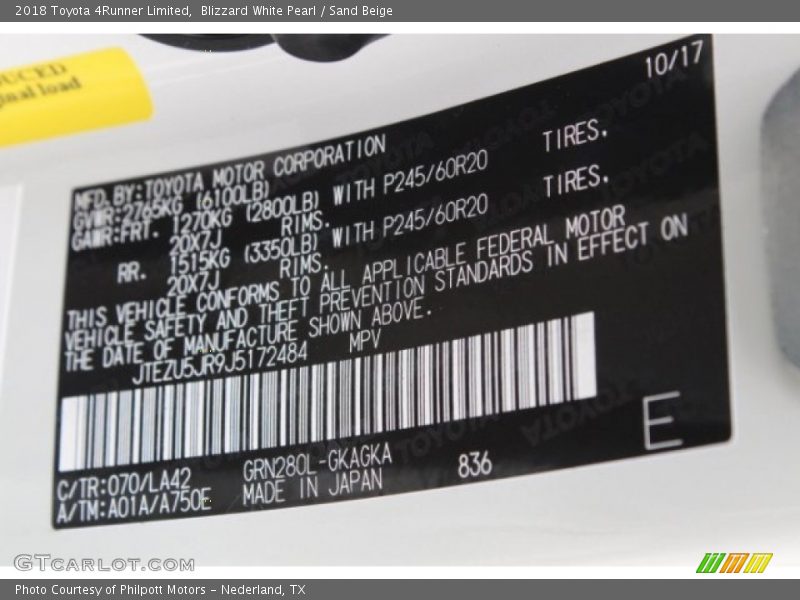 2018 Toyota 4Runner Limited, Blizzard White Pearl / Sand Beige
UCED
ginal load
10/17
MFD. BY:TOYOTA MOTOR CORPORATION
GVWR:2765KG (6100LB)
GAWR:FRT. 1270KG (2800LB) WITH P245/60R20 TIRES.
20X7J RIMS.
RR. 1515KG (3350LB) WITH P245/60R20 TIRES.
20X7J RIMS.
THIS VEHICLE CONFORMS TO ALL APPLICABLE FEDERAL MOTOR
VEHICLE SAFETY AND THEFT PREVENTION STANDARDS IN EFFECT ON
THE DATE OF MANUFACTURE SHOWN ABOVE.
JTEZU5JR9J5172484 MPV
C/TR:070/LA42 GRN280L-GKAGKA
A/TM:A01A/A750E MADE IN JAPAN 836
E
GTCARLOT.COM
Photo Courtesy of Philpott Motors - Nederland, TX